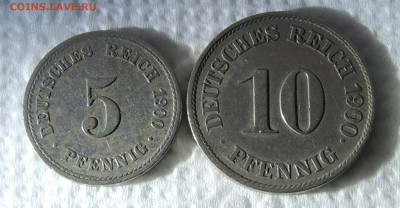 COINS.LAVE.RU
DEUTSCHES REICH 1900
5
PFENNIG
DEUTSCHES REICH 1900
10
PFENNIG